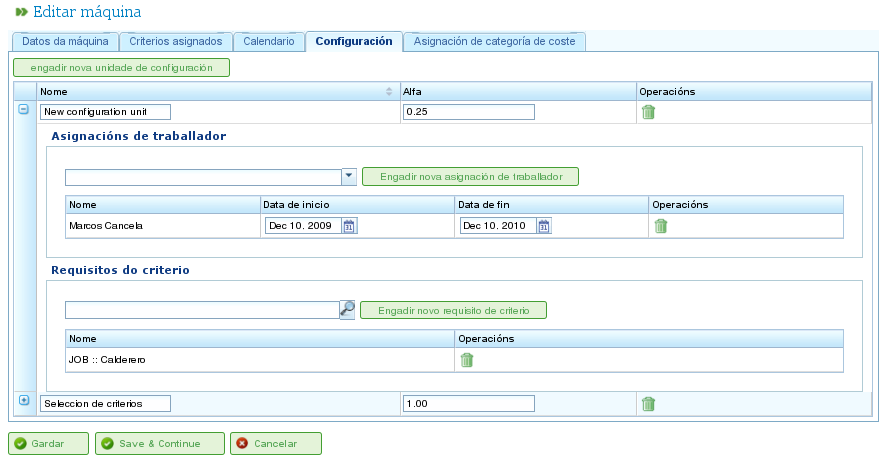 Editar máquina
Datos da máquina Criterios asignados Calendario Configuración Asignación de categoría de coste
engadir nova unidade de configuración
Nome Alfa Operacións
New configuration unit 0.25
Asignacións de traballador
Engadir nova asignación de traballador
Nome Data de inicio Data de fin Operacións
Marcos Cancela Dec 10. 2009 31 Dec 10. 2010 31
Requisitos do criterio
Engadir novo requisito de criterio
Nome Operacións
JOB :: Calderero
Seleccion de criterios 1.00
Gardar Save & Continue Cancelar